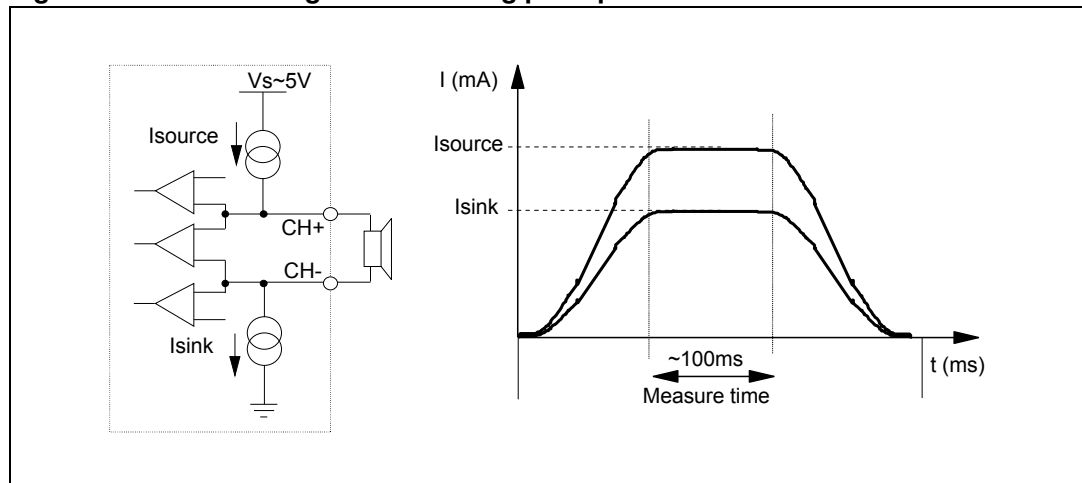 Vs~5V
Isource
CH+
CH-
Isink
I (mA)
Isource
Isink
~100ms
Measure time
t (ms)